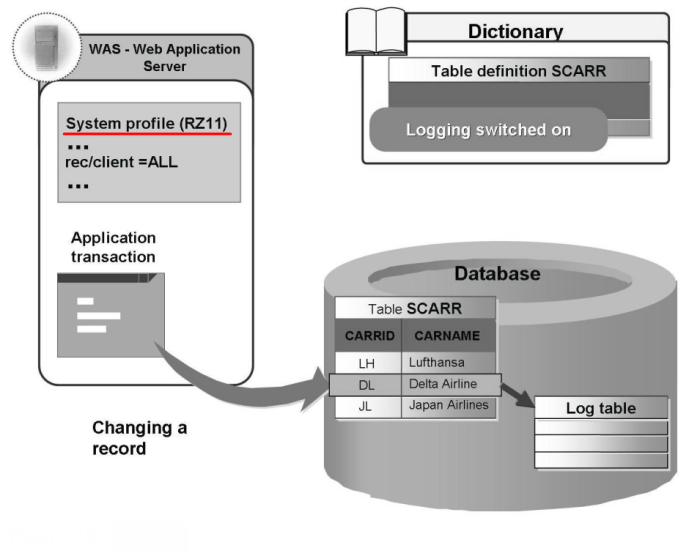 WAS - Web Application
Server
System profile (RZ11)
...
rec/client =ALL
...
Application
transaction
Changing a
record
Dictionary
Table definition SCARR
Logging switched on
Database
Table SCARR
CARRID CARNAME
LH Lufthansa
DL Delta Airline
JL Japan Airlines
Log table